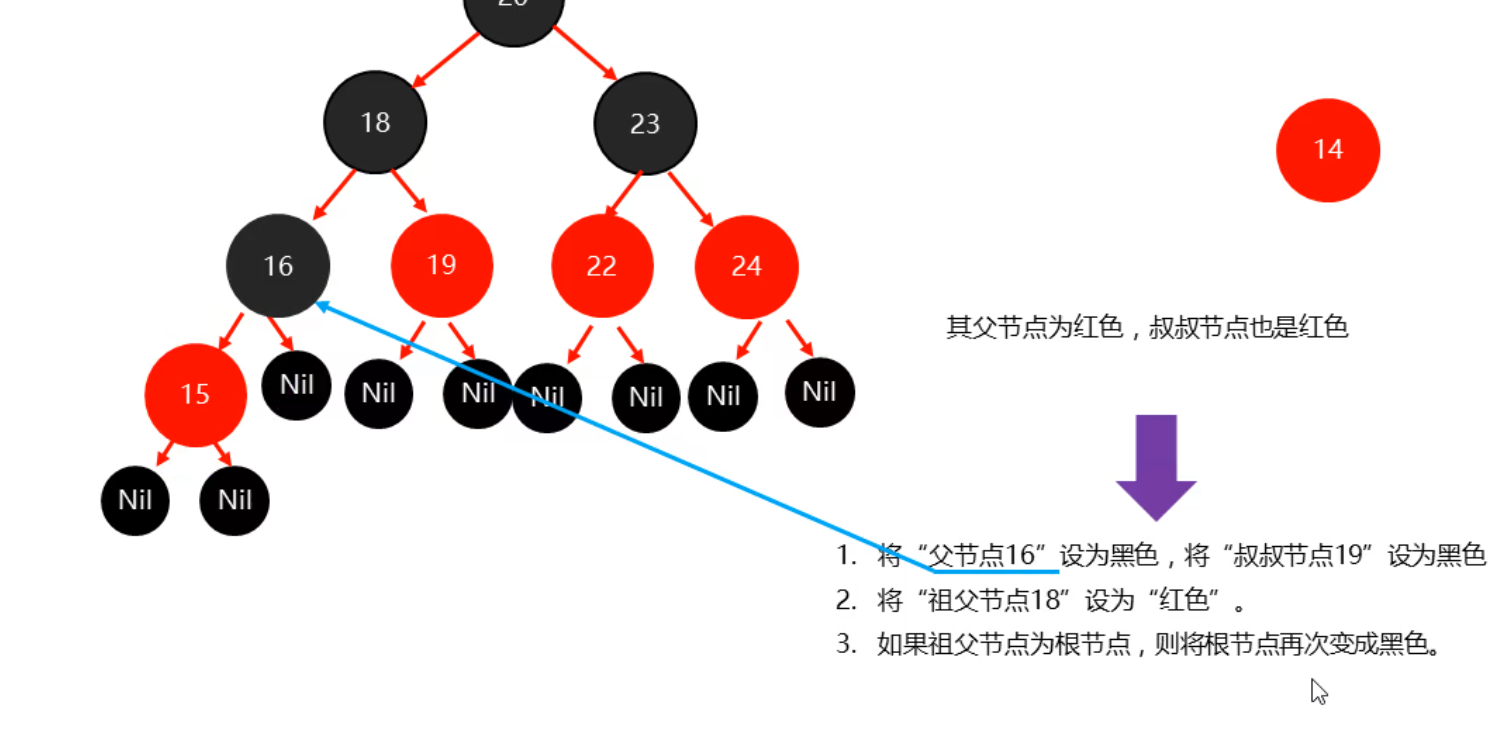 18
23
14
16
19
22
24
其父节点为红色，叔叔节点也是红色
15
Nil
Nil
Nil
Nil
Nil
Nil
Nil
Nil
Nil
1. 将“父节点16”设为黑色，将“叔叔节点19”设为黑色
2. 将“祖父节点18”设为“红色”。
3. 如果祖父节点为根节点，则将根节点再次变成黑色。